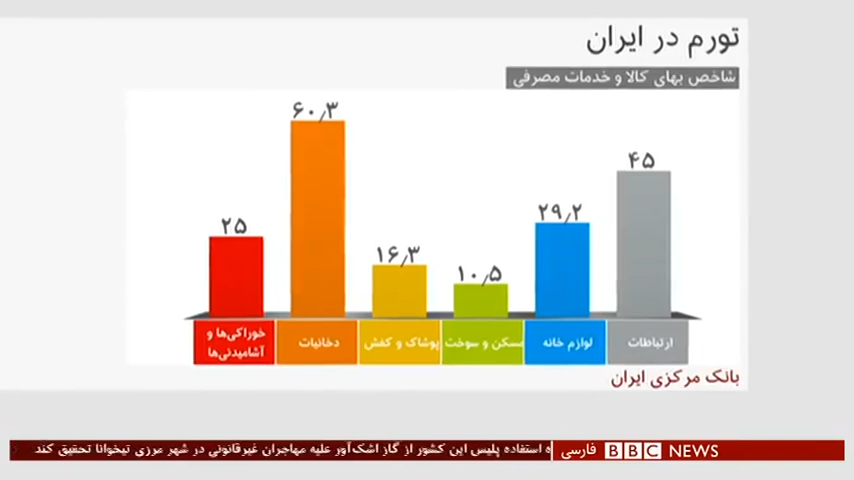 تورم در ایران
شاخص بهای کالا و خدمات مصرفی
۲۵
۶۰٫۳
۱۶٫۳
۱۰٫۵
۲۹٫۲
۴۵
خوراکی‌ها و
آشامیدنی‌ها
دخانیات
پوشاک و کفش
مسکن و سوخت
لوازم خانه
ارتباطات
بانک مرکزی ایران
BBC NEWS فارسی
ه استفاده پلیس این کشور از گاز اشک‌آور علیه مهاجران غیرقانونی در شهر مرزی تیخوانا تحقیق کند